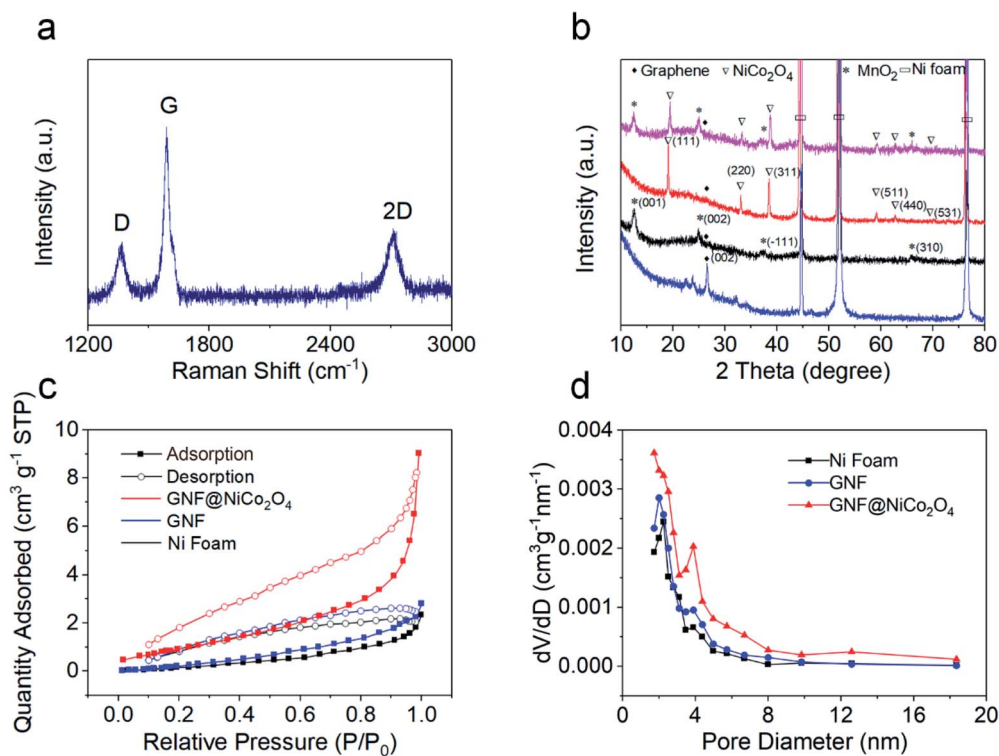 a
Intensity (a.u.)
D
G
2D
1200 1800 2400 3000
Raman Shift (cm⁻¹)
b
Intensity (a.u.)
♦ Graphene ▽ NiCo₂O₄ * MnO₂ ▭ Ni foam
▽(111)
(220)
▽(311)
(511)
▽(440)
(531)
*(001)
*(002)
*(-111)
*(310)
(002)
10 20 30 40 50 60 70 80
2 Theta (degree)
c
Quantity Adsorbed (cm³ g⁻¹ STP)
10
8
6
4
2
0
Adsorption
Desorption
GNF@NiCo₂O₄
GNF
Ni Foam
0.0 0.2 0.4 0.6 0.8 1.0
Relative Pressure (P/P₀)
d
dV/dD (cm³g⁻¹nm⁻¹)
0.004
0.003
0.002
0.001
0.000
Ni Foam
GNF
GNF@NiCo₂O₄
0 4 8 12 16 20
Pore Diameter (nm)